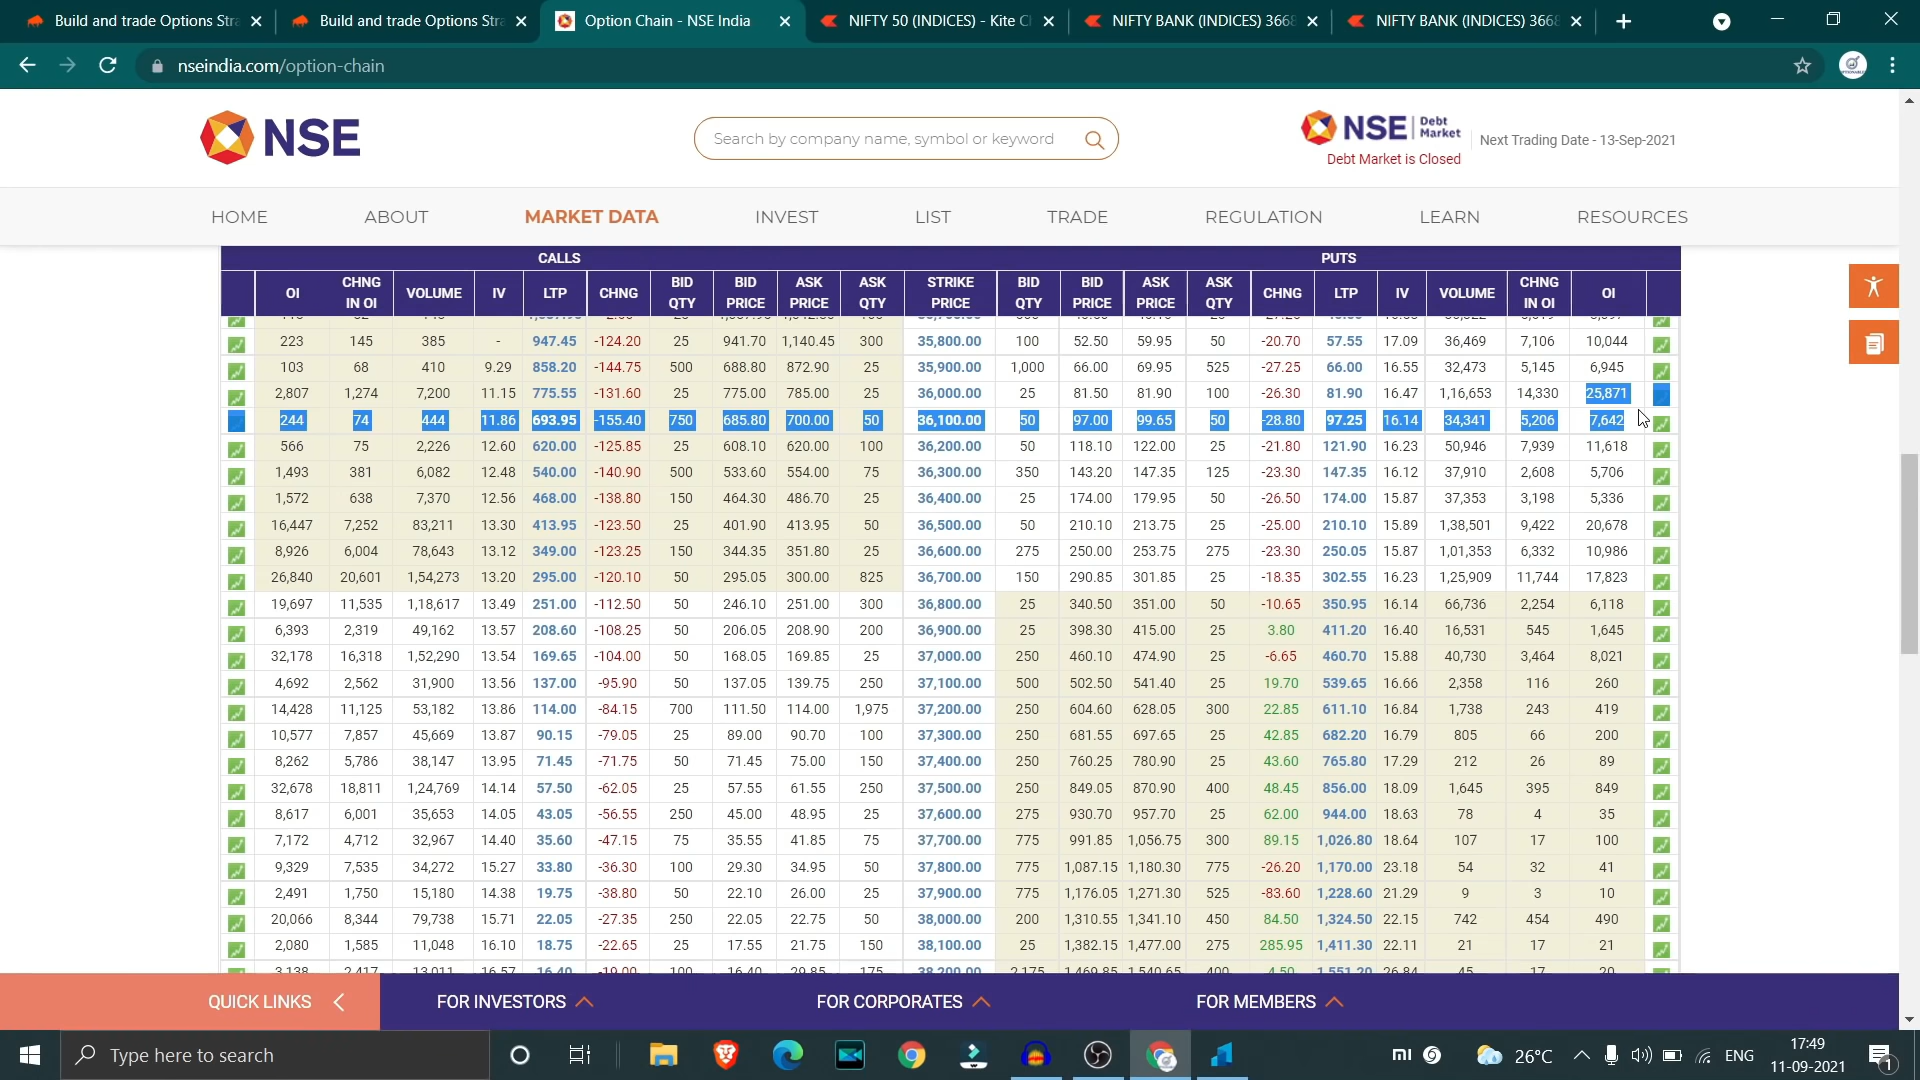 Build and trade Options Stra
Build and trade Options Stra
Option Chain - NSE India
NIFTY 50 (INDICES) - Kite C
NIFTY BANK (INDICES) 3668
NIFTY BANK (INDICES) 3668
nseindia.com/option-chain
NSE
Search by company name, symbol or keyword
NSE Debt Market
Debt Market is Closed
Next Trading Date - 13-Sep-2021
HOME ABOUT MARKET DATA INVEST LIST TRADE REGULATION LEARN RESOURCES
CALLS PUTS
OI CHNG IN OI VOLUME IV LTP CHNG BID QTY BID PRICE ASK PRICE ASK QTY STRIKE PRICE BID QTY BID PRICE ASK PRICE ASK QTY CHNG LTP IV VOLUME CHNG IN OI OI
223 145 385 - 947.45 -124.20 25 941.70 1,140.45 300 35,800.00 100 52.50 59.95 50 -20.70 57.55 17.09 36,469 7,106 10,044
103 68 410 9.29 858.20 -144.75 500 688.80 872.90 25 35,900.00 1,000 66.00 69.95 525 -27.25 66.00 16.55 32,473 5,145 6,945
2,807 1,274 7,200 11.15 775.55 -131.60 25 775.00 785.00 25 36,000.00 25 81.50 81.90 100 -26.30 81.90 16.47 1,16,653 14,330 25,871
244 74 444 11.86 693.95 -155.40 750 685.80 700.00 50 36,100.00 50 97.00 99.65 50 -28.80 97.25 16.14 34,341 5,206 7,642
566 75 2,226 12.60 620.00 -125.85 25 608.10 620.00 100 36,200.00 50 118.10 122.00 25 -21.80 121.90 16.23 50,946 7,939 11,618
1,493 381 6,082 12.48 540.00 -140.90 500 533.60 554.00 75 36,300.00 350 143.20 147.35 125 -23.30 147.35 16.12 37,910 2,608 5,706
1,572 638 7,370 12.56 468.00 -138.80 150 464.30 486.70 25 36,400.00 25 174.00 179.95 50 -26.50 174.00 15.87 37,353 3,198 5,336
16,447 7,252 83,211 13.30 413.95 -123.50 25 401.90 413.95 50 36,500.00 50 210.10 213.75 25 -25.00 210.10 15.89 1,38,501 9,422 20,678
8,926 6,004 78,643 13.12 349.00 -123.25 150 344.35 351.80 25 36,600.00 275 250.00 253.75 275 -23.30 250.05 15.87 1,01,353 6,332 10,986
26,840 20,601 1,54,273 13.20 295.00 -120.10 50 295.05 300.00 825 36,700.00 150 290.85 301.85 25 -18.35 302.55 16.23 1,25,909 11,744 17,823
19,697 11,535 1,18,617 13.49 251.00 -112.50 50 246.10 251.00 300 36,800.00 25 340.50 351.00 50 -10.65 350.95 16.14 66,736 2,254 6,118
6,393 2,319 49,162 13.57 208.60 -108.25 50 206.05 208.90 200 36,900.00 25 398.30 415.00 25 3.80 411.20 16.40 16,531 545 1,645
32,178 16,318 1,52,290 13.54 169.65 -104.00 50 168.05 169.85 25 37,000.00 250 460.10 474.90 25 -6.65 460.70 15.88 40,730 3,464 8,021
4,692 2,562 31,900 13.56 137.00 -95.90 50 137.05 139.75 250 37,100.00 500 502.50 541.40 25 19.70 539.65 16.66 2,358 116 260
14,428 11,125 53,182 13.86 114.00 -84.15 700 111.50 114.00 1,975 37,200.00 250 604.60 628.05 300 22.85 611.10 16.84 1,738 243 419
10,577 7,857 45,669 13.87 90.15 -79.05 25 89.00 90.70 100 37,300.00 250 681.55 697.65 25 42.85 682.20 16.79 805 66 200
8,262 5,786 38,147 13.95 71.45 -71.75 50 71.45 75.00 150 37,400.00 250 760.25 780.90 25 43.60 765.80 17.29 212 26 89
32,678 18,811 1,24,769 14.14 57.50 -62.05 25 57.55 61.55 250 37,500.00 250 849.05 870.90 400 48.45 856.00 18.09 1,645 395 849
8,617 6,001 35,653 14.05 43.05 -56.55 250 45.00 48.95 25 37,600.00 275 930.70 957.70 25 62.00 944.00 18.63 78 4 35
7,172 4,712 32,967 14.40 35.60 -47.15 75 35.55 41.85 75 37,700.00 775 991.85 1,056.75 300 89.15 1,026.80 18.64 107 17 100
9,329 7,535 34,272 15.27 33.80 -36.30 100 29.30 34.95 50 37,800.00 775 1,087.15 1,180.30 775 -26.20 1,170.00 23.18 54 32 41
2,491 1,750 15,180 14.38 19.75 -38.80 50 22.10 26.00 25 37,900.00 775 1,176.05 1,271.30 525 -83.60 1,228.60 21.29 9 3 10
20,066 8,344 79,738 15.71 22.05 -27.35 250 22.05 22.75 50 38,000.00 200 1,310.55 1,341.10 450 84.50 1,324.50 22.15 742 454 490
2,080 1,585 11,048 16.10 18.75 -22.65 25 17.55 21.75 150 38,100.00 25 1,382.15 1,477.00 275 285.95 1,411.30 22.11 21 17 21
QUICK LINKS FOR INVESTORS FOR CORPORATES FOR MEMBERS
Type here to search
mi
26°C
ENG
17:49
11-09-2021
1